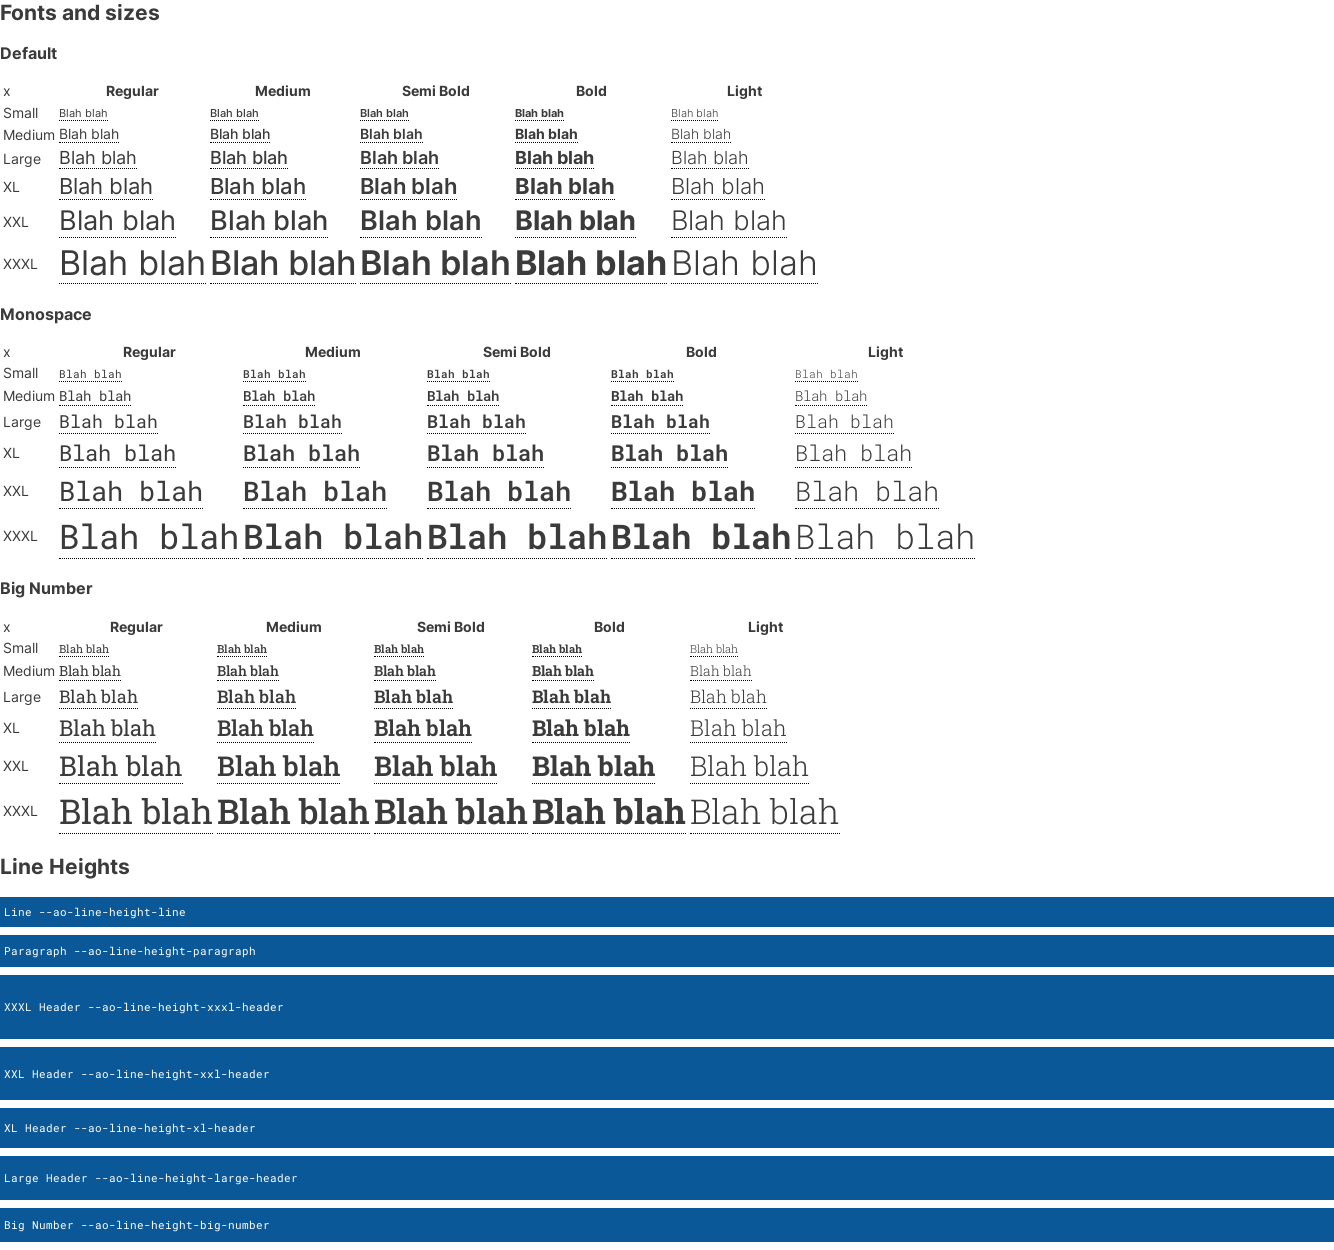 Fonts and sizes
Default
x Regular Medium Semi Bold Bold Light
Small Blah blah Blah blah Blah blah Blah blah Blah blah
Medium Blah blah Blah blah Blah blah Blah blah Blah blah
Large Blah blah Blah blah Blah blah Blah blah Blah blah
XL Blah blah Blah blah Blah blah Blah blah Blah blah
XXL Blah blah Blah blah Blah blah Blah blah Blah blah
XXXL Blah blah Blah blah Blah blah Blah blah Blah blah
Monospace
x Regular Medium Semi Bold Bold Light
Small Blah blah Blah blah Blah blah Blah blah Blah blah
Medium Blah blah Blah blah Blah blah Blah blah Blah blah
Large Blah blah Blah blah Blah blah Blah blah Blah blah
XL Blah blah Blah blah Blah blah Blah blah Blah blah
XXL Blah blah Blah blah Blah blah Blah blah Blah blah
XXXL Blah blah Blah blah Blah blah Blah blah Blah blah
Big Number
x Regular Medium Semi Bold Bold Light
Small Blah blah Blah blah Blah blah Blah blah Blah blah
Medium Blah blah Blah blah Blah blah Blah blah Blah blah
Large Blah blah Blah blah Blah blah Blah blah Blah blah
XL Blah blah Blah blah Blah blah Blah blah Blah blah
XXL Blah blah Blah blah Blah blah Blah blah Blah blah
XXXL Blah blah Blah blah Blah blah Blah blah Blah blah
Line Heights
Line --ao-line-height-line
Paragraph --ao-line-height-paragraph
XXXL Header --ao-line-height-xxxl-header
XXL Header --ao-line-height-xxl-header
XL Header --ao-line-height-xl-header
Large Header --ao-line-height-large-header
Big Number --ao-line-height-big-number